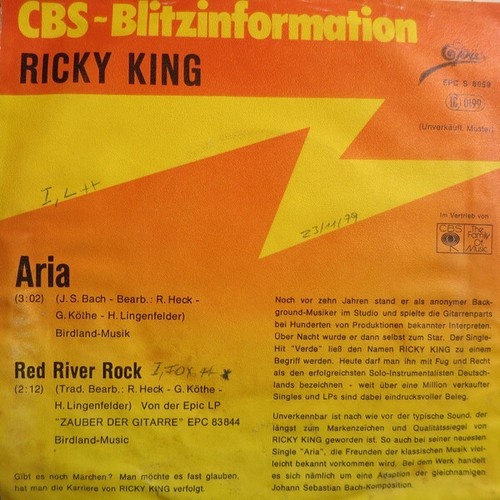 CBS-Blitzinformation
RICKY KING
Epic
EPC S 8059
LC 0199
(Unverkäufl. Muster)
I, L ++
23/11/79
Im Vertrieb von
CBS
The
Family
Of
Music
Aria
(3:02) (J. S. Bach - Bearb.: R. Heck -
G. Köthe - H. Lingenfelder)
Birdland-Musik
Red River Rock
(2:12) (Trad. Bearb.: R. Heck - G. Köthe -
H. Lingenfelder) Von der Epic LP
"ZAUBER DER GITARRE" EPC 83844
Birdland-Music
Gibt es noch Märchen? Man möchte es fast glauben,
hat man die Karriere von RICKY KING verfolgt.
Noch vor zehn Jahren stand er als anonymer Back-
ground-Musiker im Studio und spielte die Gitarrenparts
bei Hunderten von Produktionen bekannter Interpreten.
Über Nacht wurde er dann selbst zum Star. Der Single-
Hit "Verde" ließ den Namen RICKY KING zu einem
Begriff werden. Heute darf man ihn mit Fug und Recht
als den erfolgreichsten Solo-Instrumentalisten Deutsch-
lands bezeichnen - weit über eine Million verkaufter
Singles und LPs sind dabei eindrucksvoller Beleg.
Unverkennbar ist nach wie vor der typische Sound, der
längst zum Markenzeichen und Qualitätssiegel von
RICKY KING geworden ist. So auch bei seiner neuesten
Single "Aria", die Freunden der klassischen Musik viel-
leicht bekannt vorkommen wird. Bei dem Werk handelt
es sich nämlich um eine Adaption der gleichnamigen
Johann Sebastian Bach-Komposition.